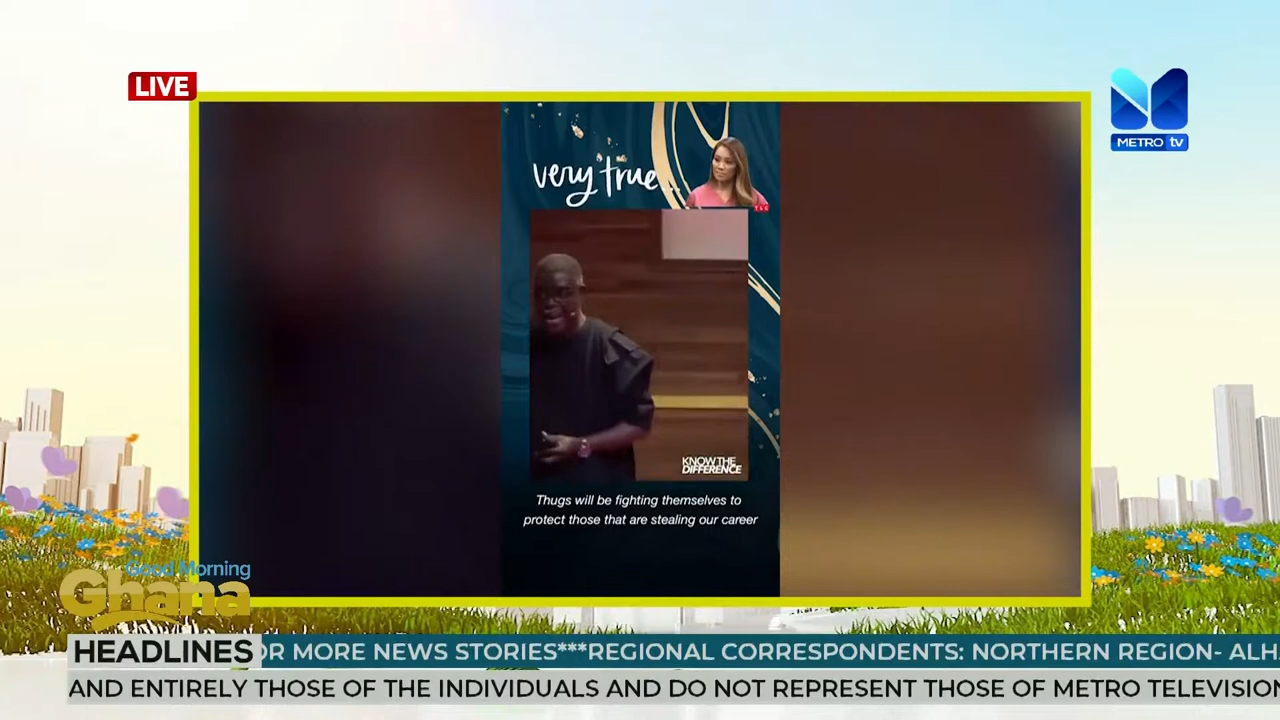 LIVE
METRO tv
very true
TLC
KNOW THE
DIFFERENCE
Thugs will be fighting themselves to
protect those that are stealing our career
Good Morning
Ghana
HEADLINES
OR MORE NEWS STORIES***REGIONAL CORRESPONDENTS: NORTHERN REGION- ALH
AND ENTIRELY THOSE OF THE INDIVIDUALS AND DO NOT REPRESENT THOSE OF METRO TELEVISION